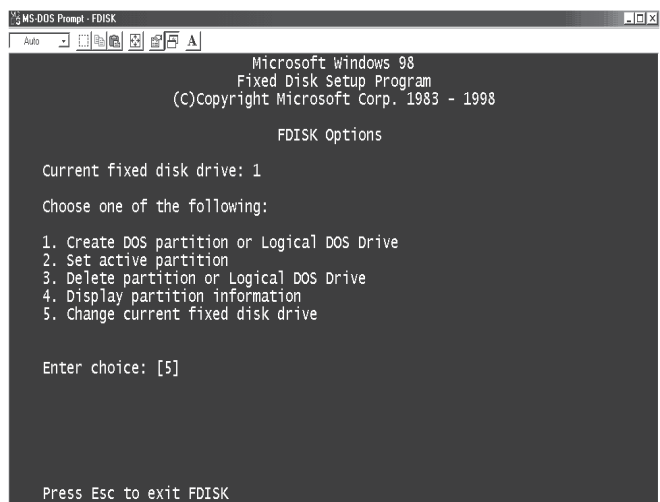 MS-DOS Prompt - FDISK
Auto
A
Microsoft Windows 98
Fixed Disk Setup Program
(C)Copyright Microsoft Corp. 1983 - 1998
FDISK Options
Current fixed disk drive: 1
Choose one of the following:
1. Create DOS partition or Logical DOS Drive
2. Set active partition
3. Delete partition or Logical DOS Drive
4. Display partition information
5. Change current fixed disk drive
Enter choice: [5]
Press Esc to exit FDISK